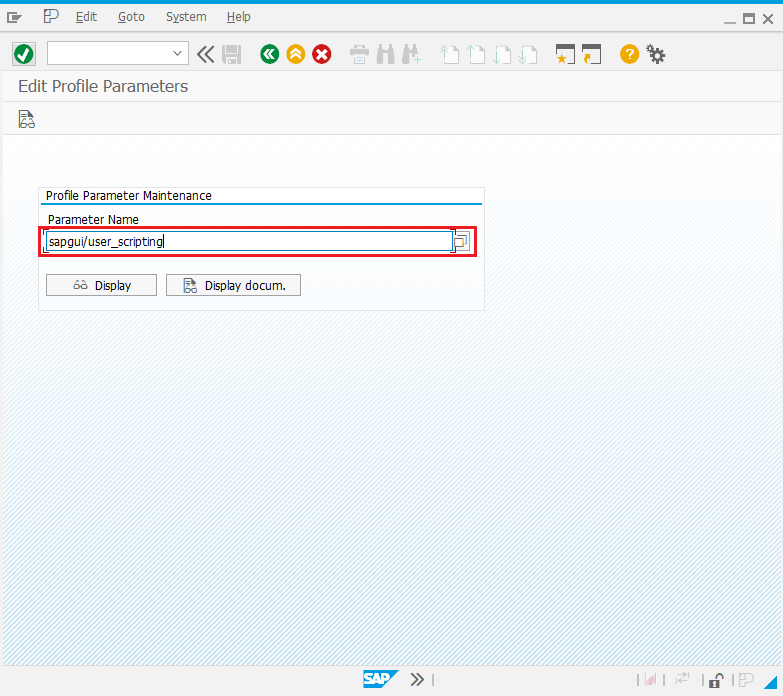 Edit Goto System Help
Edit Profile Parameters
Profile Parameter Maintenance
Parameter Name
sapgui/user_scripting
Display Display docum.
SAP